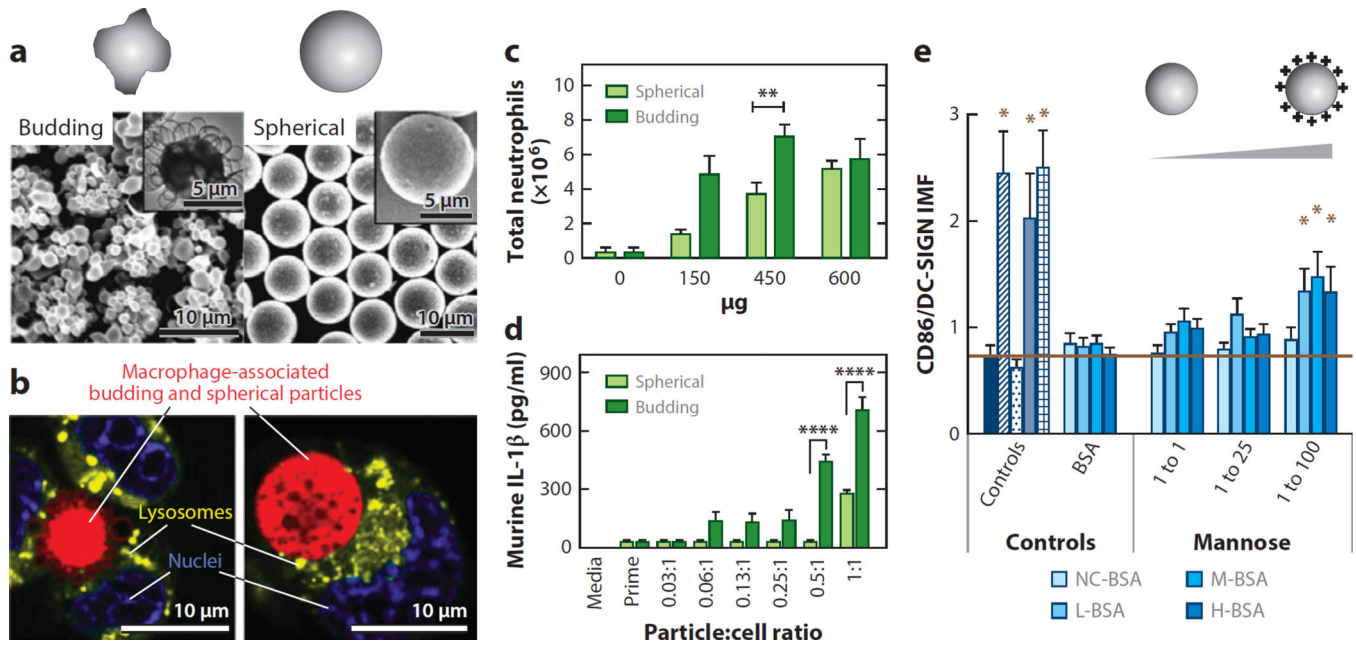 a
Budding
Spherical
5 µm
5 µm
10 µm
10 µm
b
Macrophage-associated
budding and spherical particles
Lysosomes
Nuclei
10 µm
10 µm
c
Total neutrophils
(×10⁶)
10
8
6
4
2
0
Spherical
Budding
**
0 150 450 600
µg
d
Murine IL-1β (pg/ml)
900
600
300
0
Spherical
Budding
****
****
Media
Prime
0.03:1
0.06:1
0.13:1
0.25:1
0.5:1
1:1
Particle:cell ratio
e
CD86/DC-SIGN IMF
3
2
1
0
* * *
* * *
+ + + + + + + + + + + +
Controls
BSA
1 to 1
1 to 25
1 to 100
Controls
Mannose
NC-BSA
L-BSA
M-BSA
H-BSA